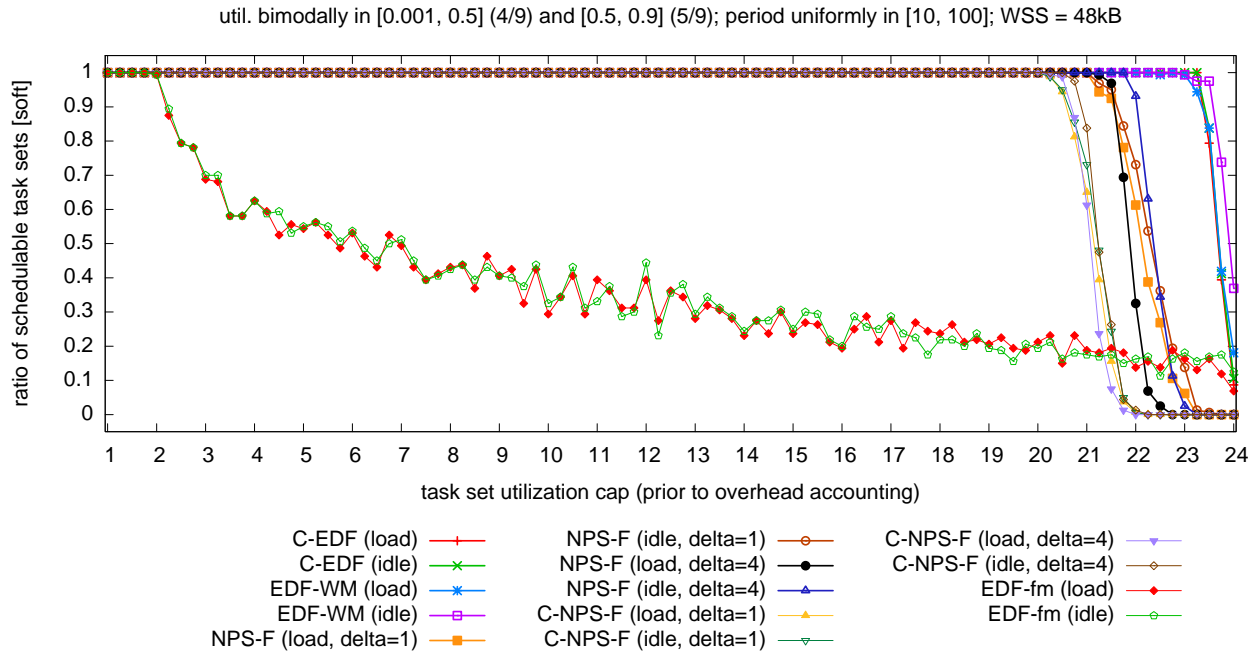 util. bimodally in [0.001, 0.5] (4/9) and [0.5, 0.9] (5/9); period uniformly in [10, 100]; WSS = 48kB
ratio of schedulable task sets [soft]
1
0.9
0.8
0.7
0.6
0.5
0.4
0.3
0.2
0.1
0
1 2 3 4 5 6 7 8 9 10 11 12 13 14 15 16 17 18 19 20 21 22 23 24
task set utilization cap (prior to overhead accounting)
C-EDF (load)
C-EDF (idle)
EDF-WM (load)
EDF-WM (idle)
NPS-F (load, delta=1)
NPS-F (idle, delta=1)
NPS-F (load, delta=4)
NPS-F (idle, delta=4)
C-NPS-F (load, delta=1)
C-NPS-F (idle, delta=1)
C-NPS-F (load, delta=4)
C-NPS-F (idle, delta=4)
EDF-fm (load)
EDF-fm (idle)